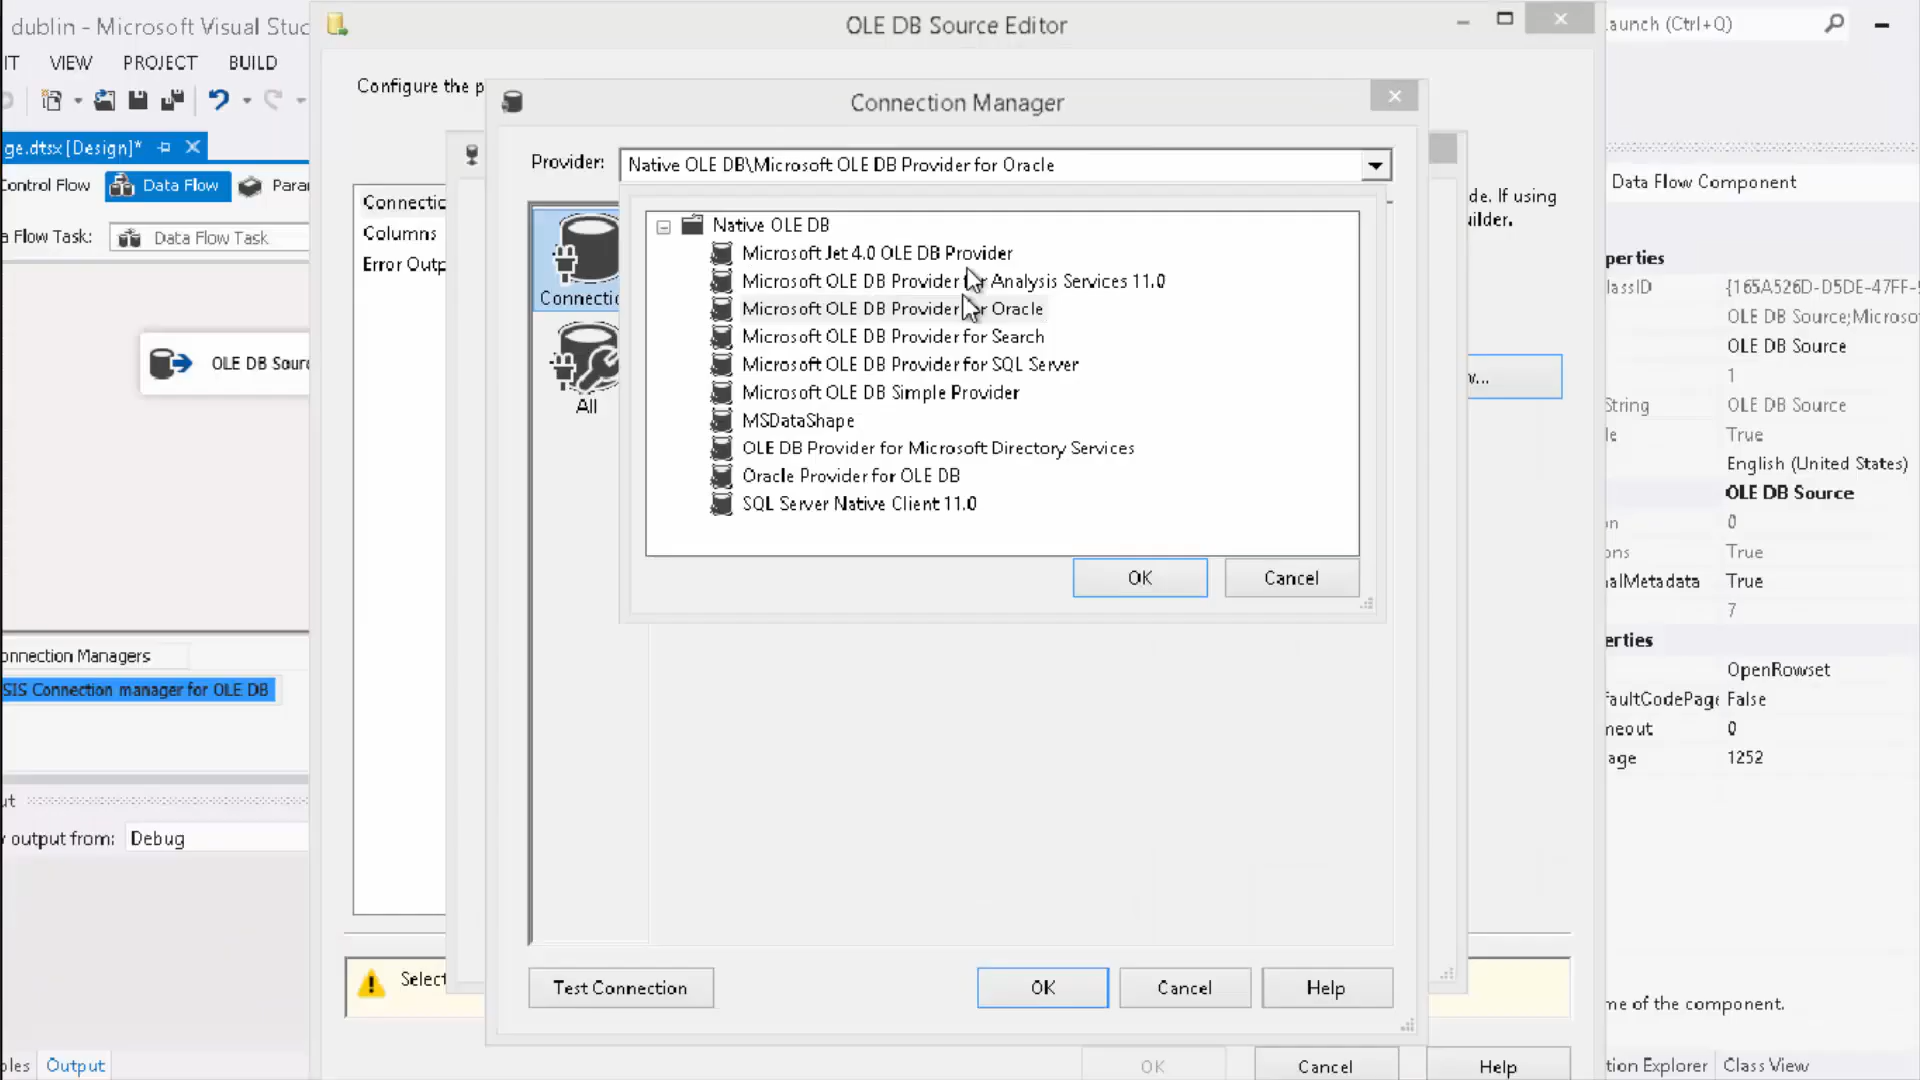 dublin - Microsoft Visual Stuc
OLE DB Source Editor
aunch (Ctrl+Q)
IT VIEW PROJECT BUILD
Configure the p
Connection Manager
ge.dtsx [Design]*
Provider: Native OLE DB\Microsoft OLE DB Provider for Oracle
ontrol Flow Data Flow Parar
a Flow Task: Data Flow Task
Connectic
Columns
Error Outp
Connectio
All
Native OLE DB
Microsoft Jet 4.0 OLE DB Provider
Microsoft OLE DB Provider for Analysis Services 11.0
Microsoft OLE DB Provider for Oracle
Microsoft OLE DB Provider for Search
Microsoft OLE DB Provider for SQL Server
Microsoft OLE DB Simple Provider
MSDataShape
OLE DB Provider for Microsoft Directory Services
Oracle Provider for OLE DB
SQL Server Native Client 11.0
OK Cancel
de. If using
uilder.
w...
OLE DB Sourc
onnection Managers
SIS Connection manager for OLE DB
ut
output from: Debug
Select
Test Connection OK Cancel Help
OK Cancel Help
bles Output
Data Flow Component
perties
lassID {165A526D-D5DE-47FF-9
OLE DB Source;Microso
OLE DB Source
1
String OLE DB Source
le True
English (United States)
OLE DB Source
on 0
ons True
alMetadata True
7
erties
OpenRowset
faultCodePage False
meout 0
age 1252
me of the component.
tion Explorer Class View